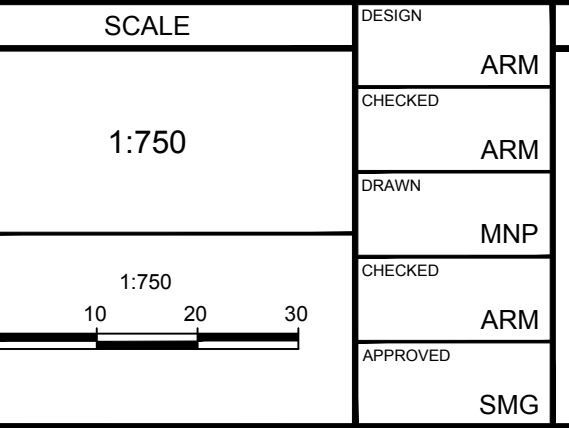 SCALE
1:750
1:750
10 20 30
DESIGN
ARM
CHECKED
ARM
DRAWN
MNP
CHECKED
ARM
APPROVED
SMG